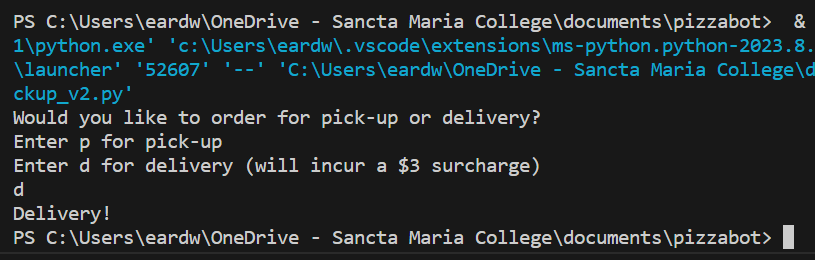 PS C:\Users\eardw\OneDrive - Sancta Maria College\documents\pizzabot>  &
1\python.exe' 'c:\Users\eardw\.vscode\extensions\ms-python.python-2023.8.
\launcher' '52607' '--' 'C:\Users\eardw\OneDrive - Sancta Maria College\d
ckup_v2.py'
Would you like to order for pick-up or delivery?
Enter p for pick-up
Enter d for delivery (will incur a $3 surcharge)
d
Delivery!
PS C:\Users\eardw\OneDrive - Sancta Maria College\documents\pizzabot>